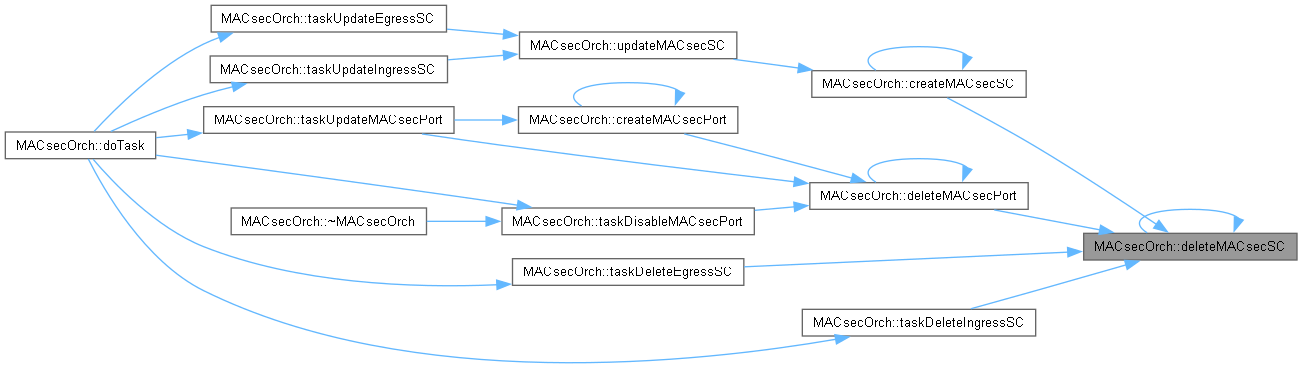 MACsecOrch::taskUpdateEgressSC
MACsecOrch::updateMACsecSC
MACsecOrch::taskUpdateIngressSC
MACsecOrch::createMACsecSC
MACsecOrch::taskUpdateMACsecPort
MACsecOrch::createMACsecPort
MACsecOrch::doTask
MACsecOrch::deleteMACsecPort
MACsecOrch::~MACsecOrch
MACsecOrch::taskDisableMACsecPort
MACsecOrch::deleteMACsecSC
MACsecOrch::taskDeleteEgressSC
MACsecOrch::taskDeleteIngressSC